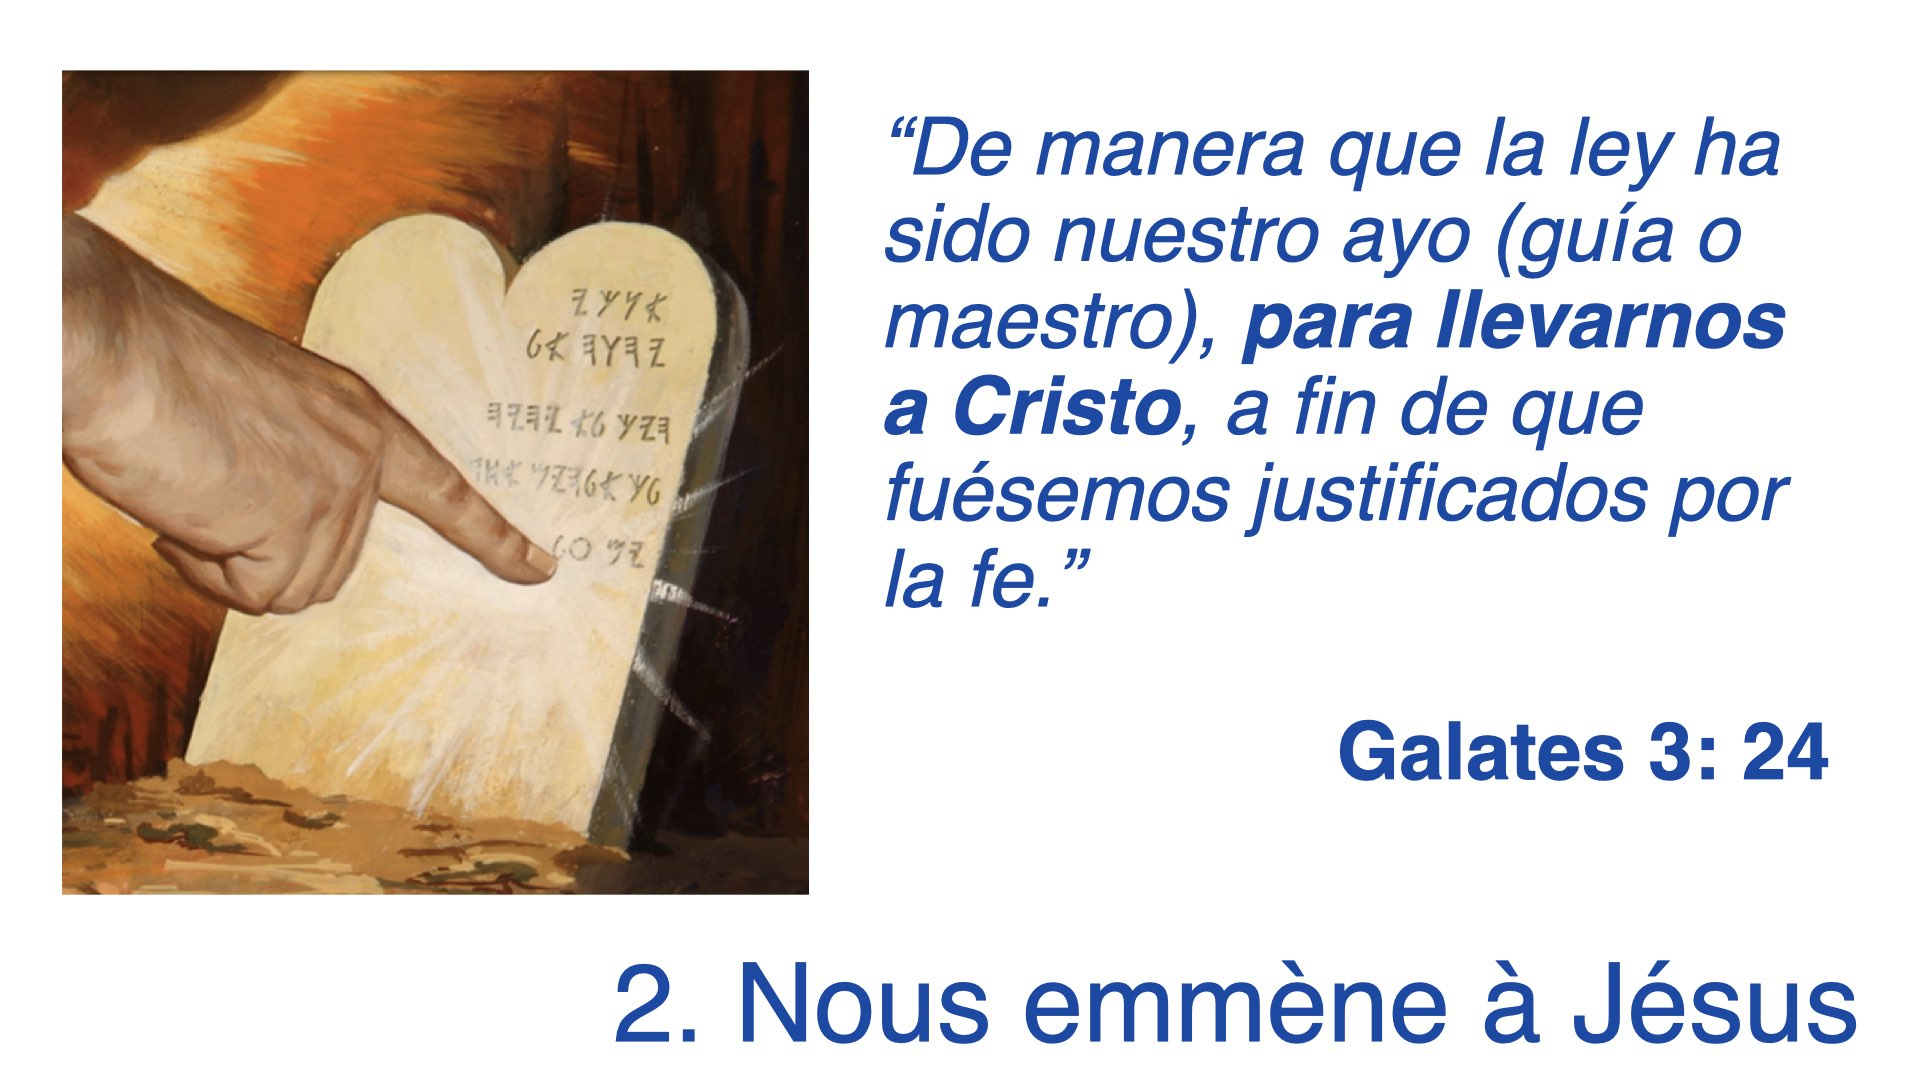 “De manera que la ley ha
sido nuestro ayo (guía o
maestro), para llevarnos
a Cristo, a fin de que
fuésemos justificados por
la fe.”
Galates 3: 24
2. Nous emmène à Jésus